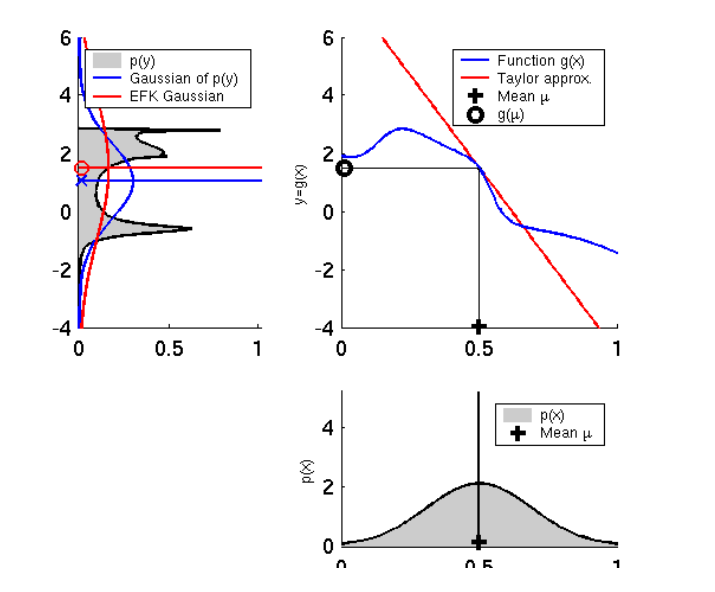 6
4
2
0
-2
-4
0
0.5
1
p(y)
Gaussian of p(y)
EFK Gaussian
6
4
2
0
-2
-4
0
0.5
1
y=g(x)
Function g(x)
Taylor approx.
Mean μ
g(μ)
4
2
0
p(x)
p(x)
Mean μ
0
0.5
1